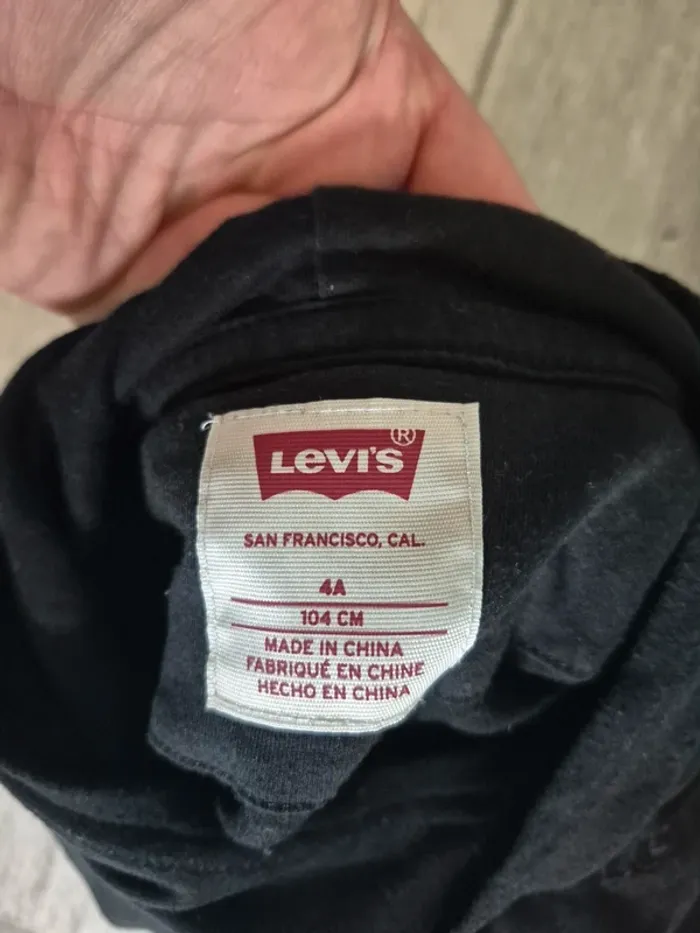 Levi's ®
SAN FRANCISCO, CAL.
4A
104 CM
MADE IN CHINA
FABRIQUÉ EN CHINE
HECHO EN CHINA